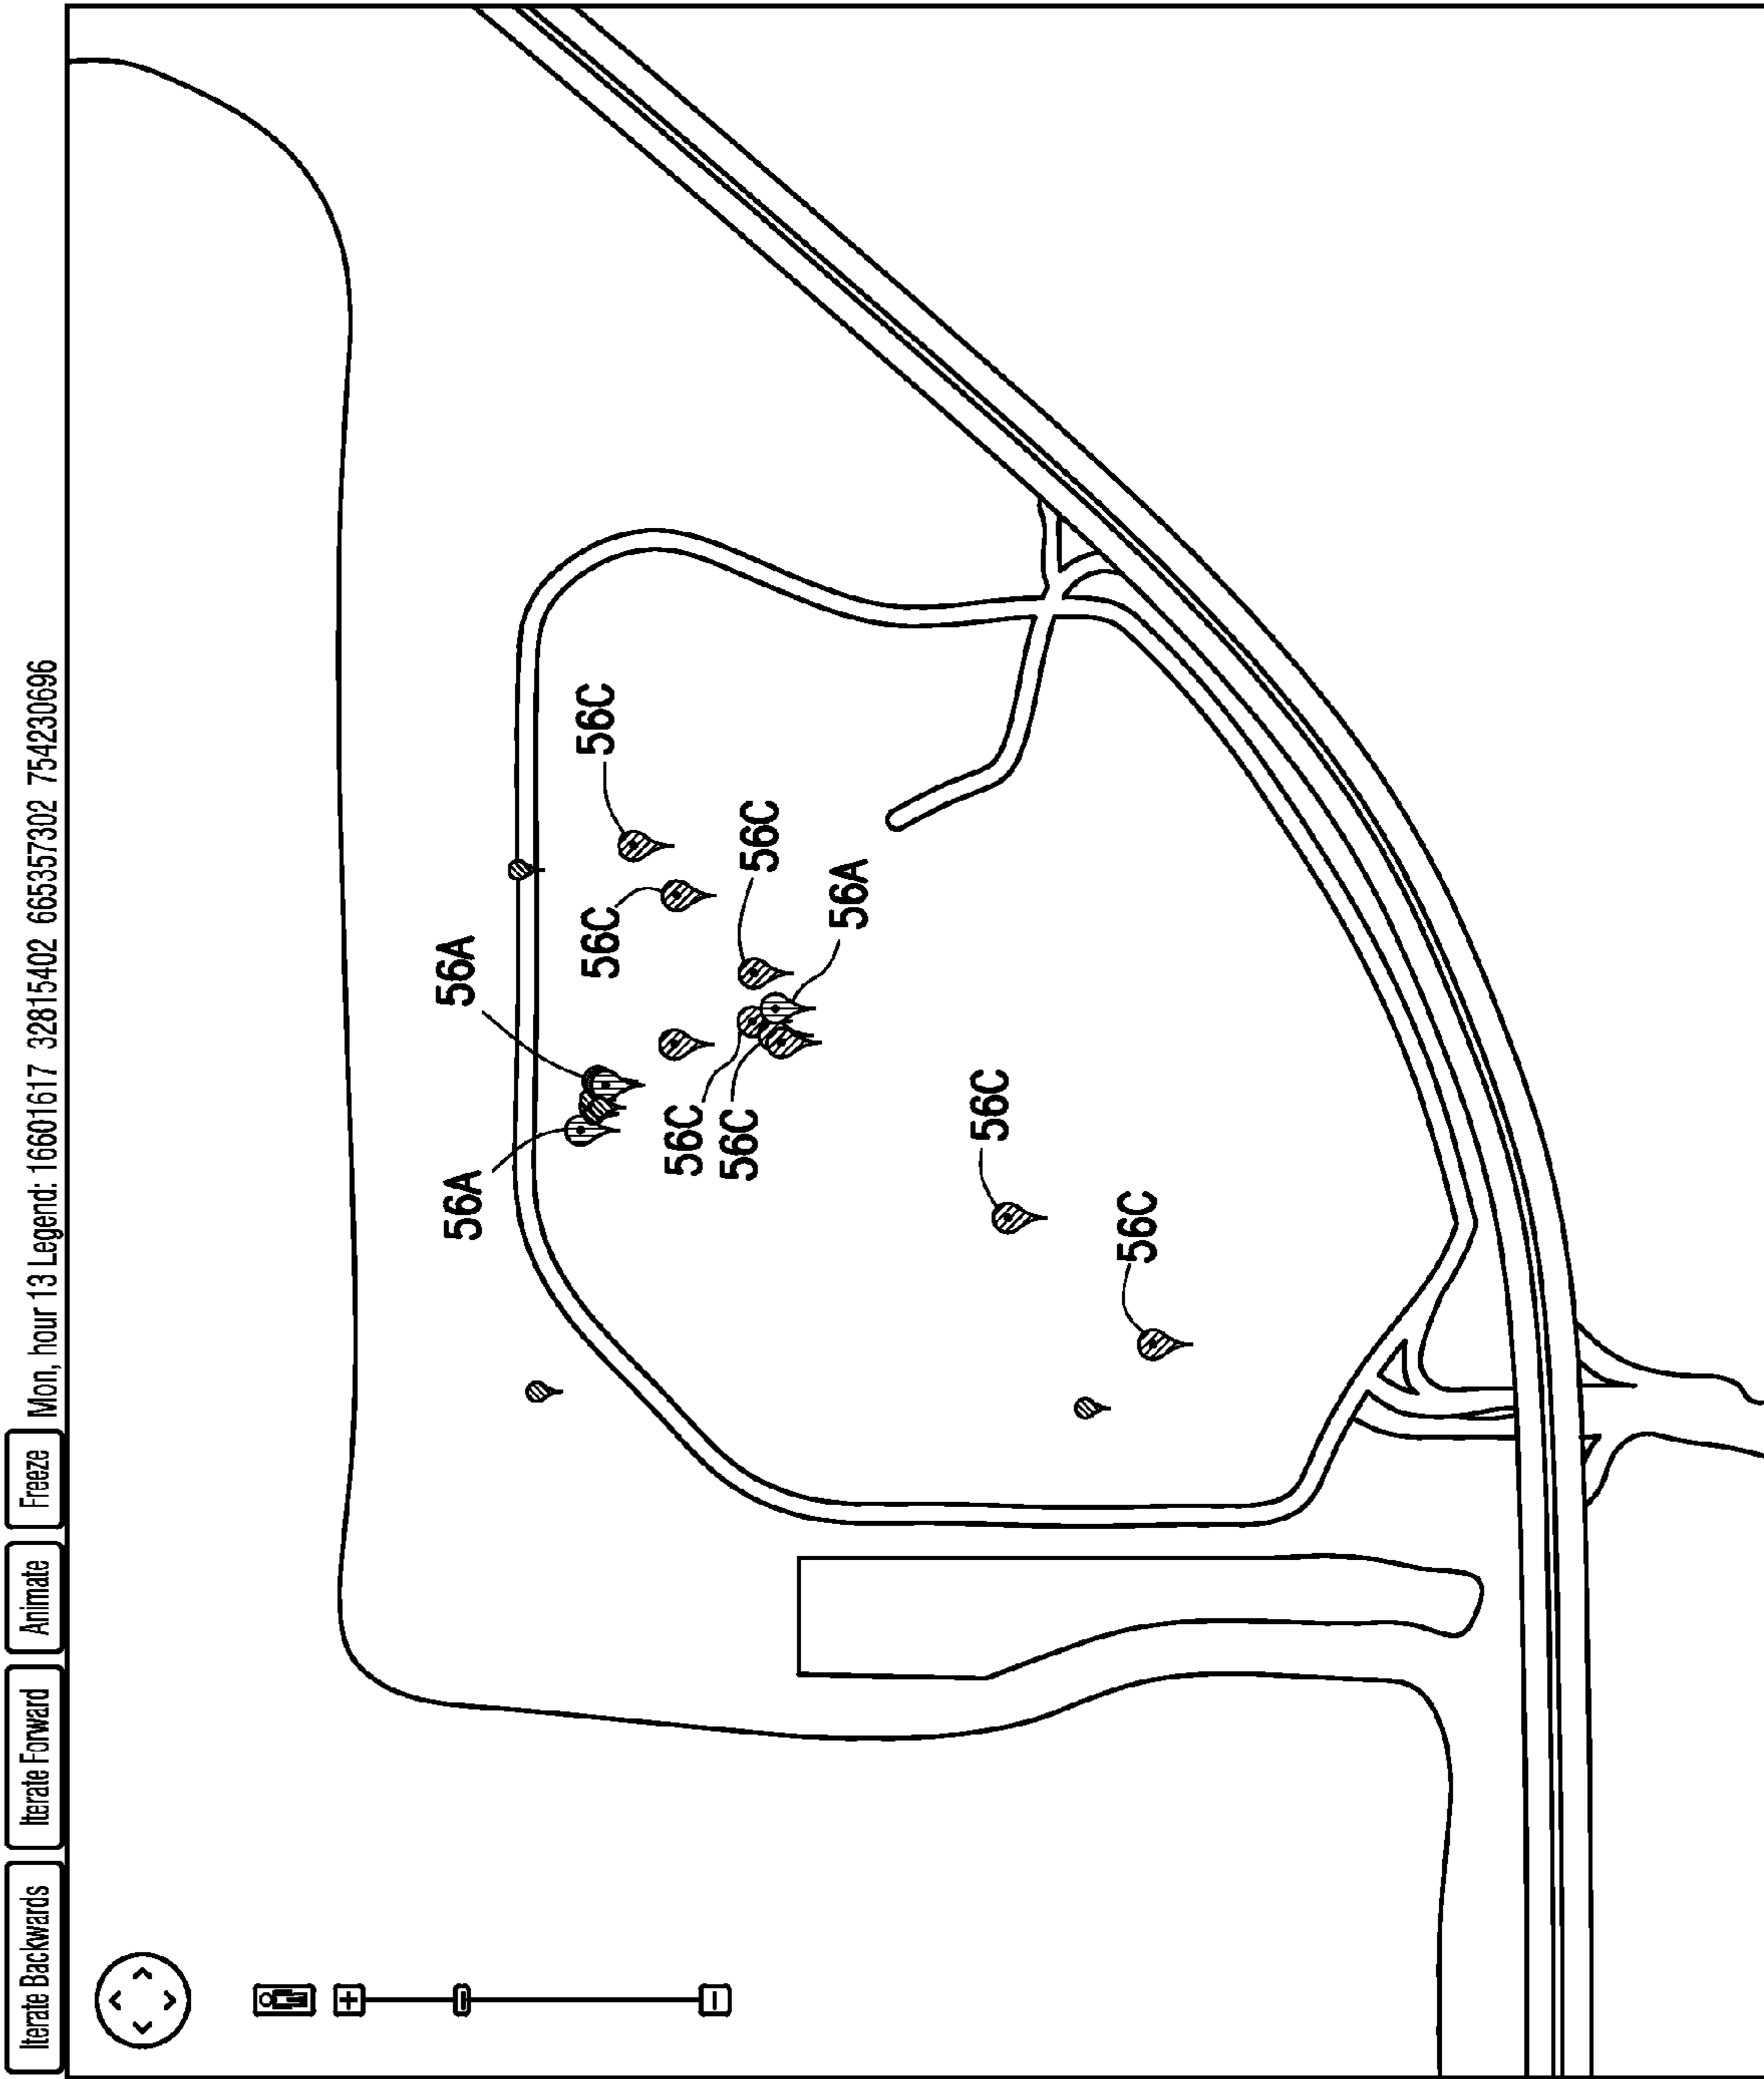 Iterate Backwards Iterate Forward Animate Freeze Mon, hour 13 Legend: 16601617 32815402 665357302 754230696
+
56A
56A
56C
56C
56C
−
56C
56C
56A
56C
56C